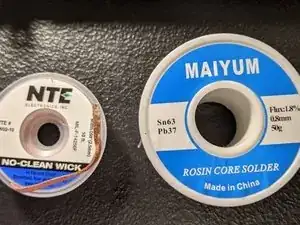 NTE
ELECTRONICS, INC.
NO-CLEAN WICK
MAIYUM
Sn63
Pb37
Flux:1.8%
0.8mm
50g
ROSIN CORE SOLDER
Made in China